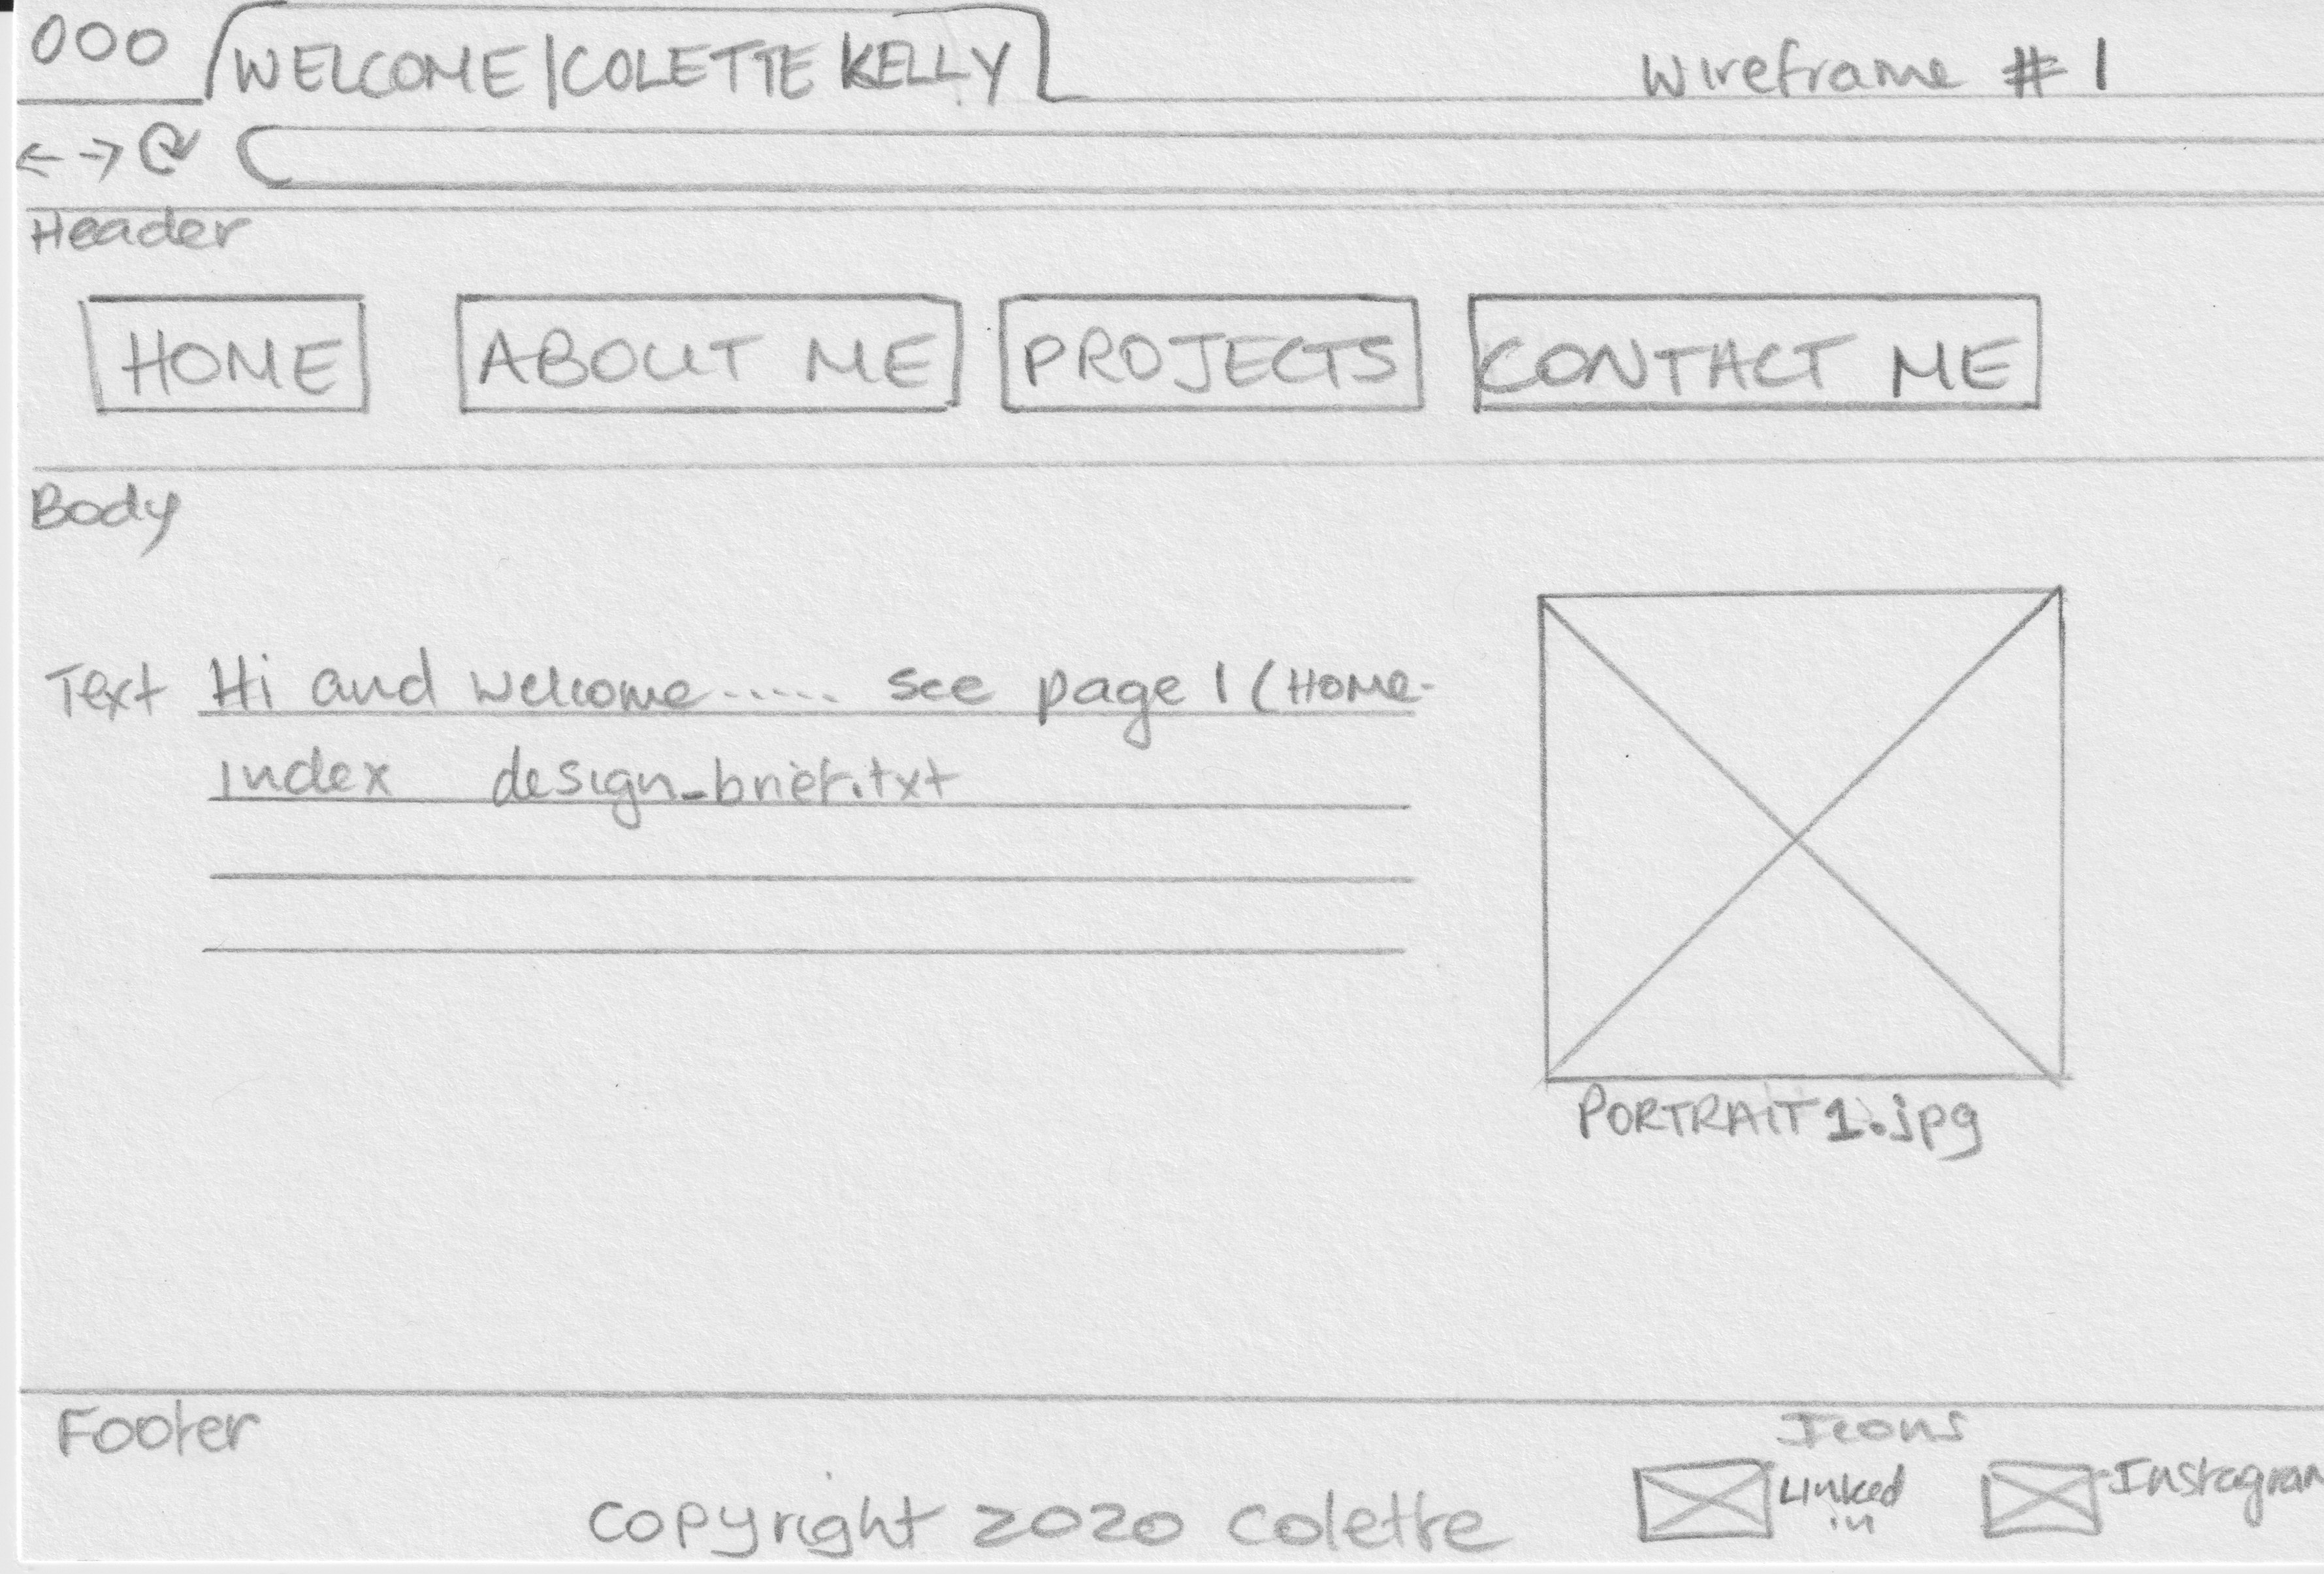 WELCOME | COLETTE KELLY
Wireframe # 1
Header
HOME ABOUT ME PROJECTS CONTACT ME
Body
Text Hi and welcome...... see page 1 (Home-
index design_brief.txt
PORTRAIT1.jpg
Footer
Icons
Linked
in
Instagram
Copyright 2020 Colette